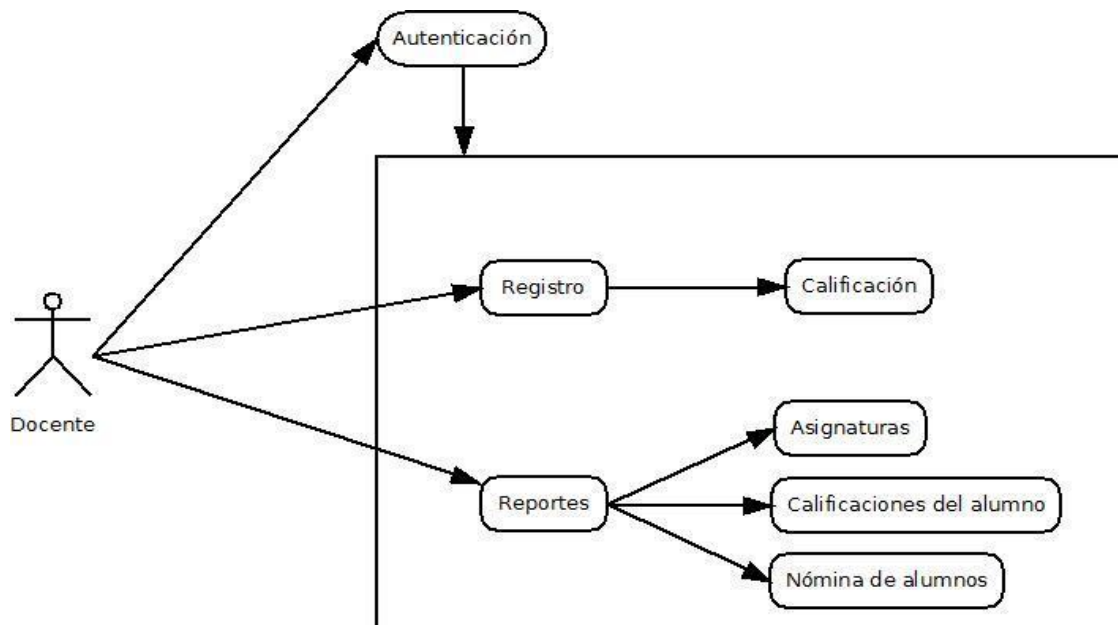 Autenticación
Registro
Calificación
Docente
Asignaturas
Reportes
Calificaciones del alumno
Nómina de alumnos